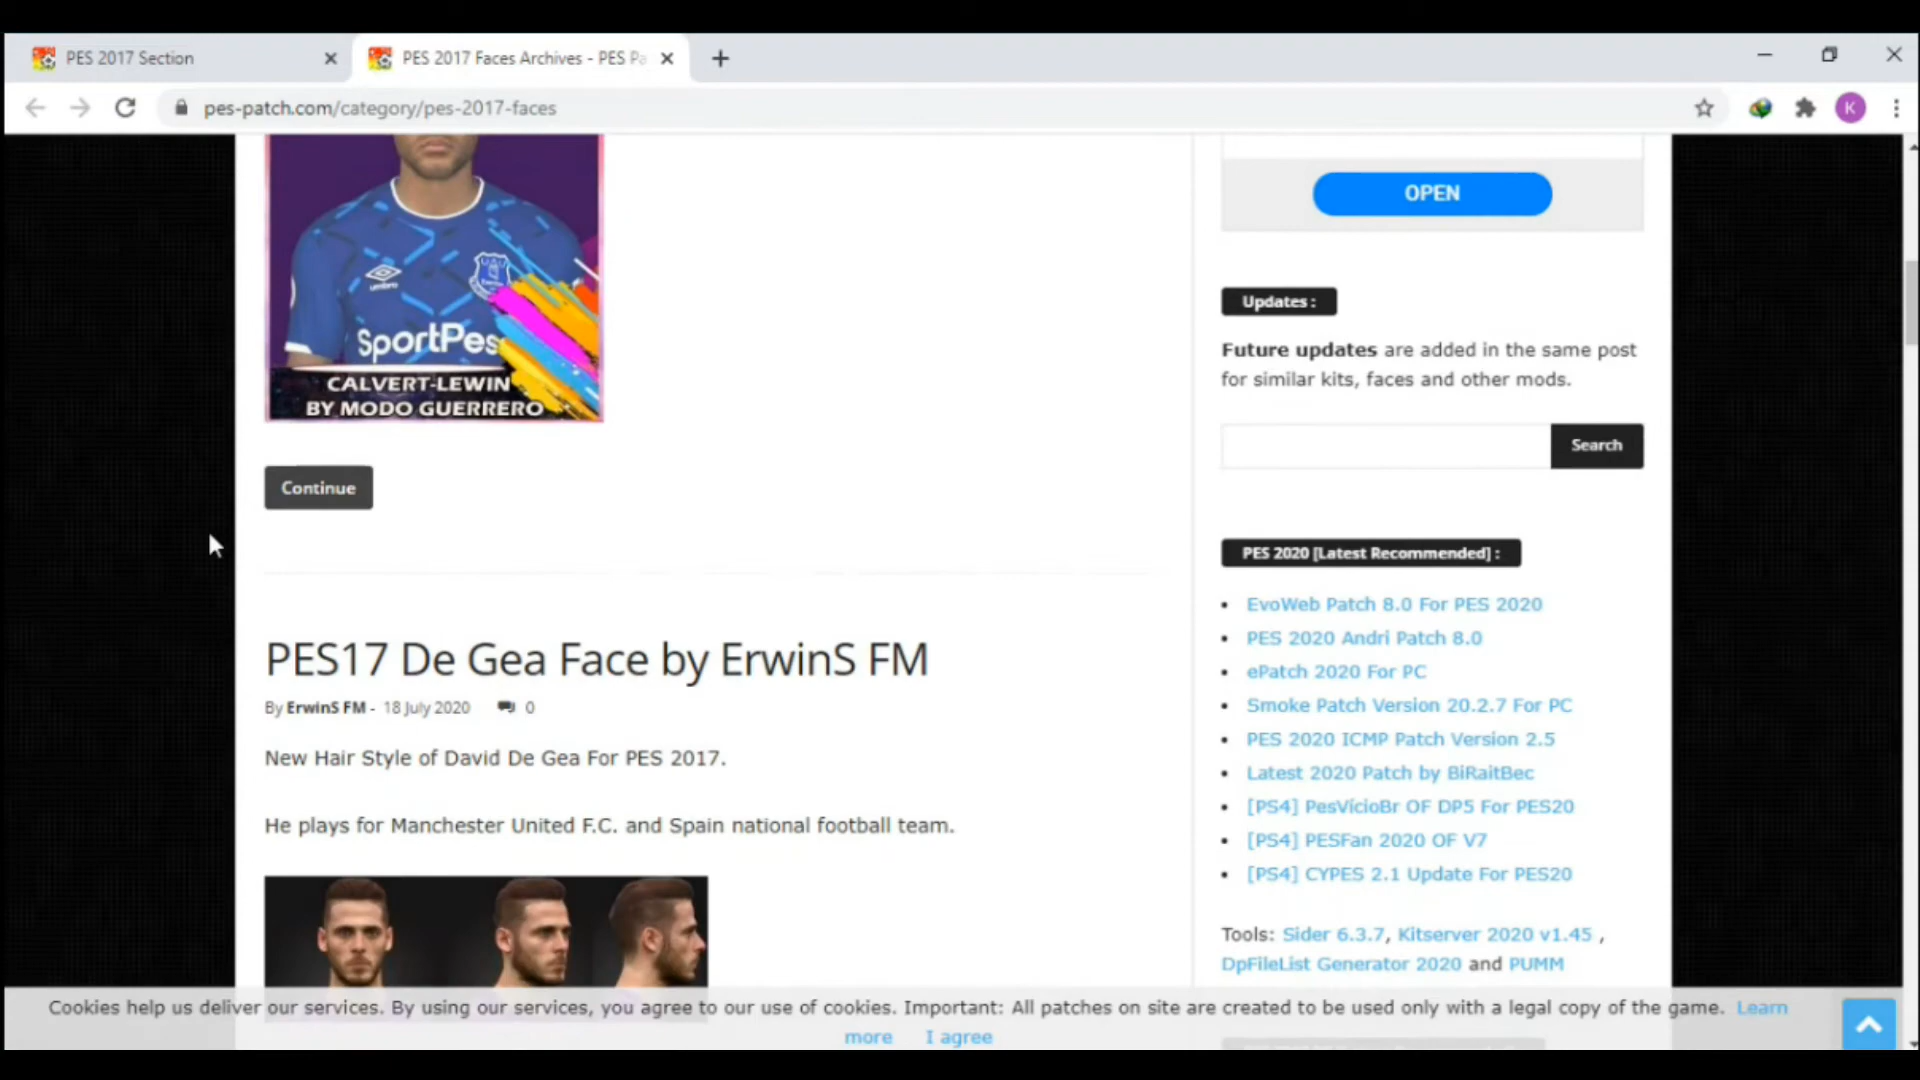 PES 2017 Section
PES 2017 Faces Archives - PES Pa
pes-patch.com/category/pes-2017-faces
K
umbro
Everton
SportPes
CALVERT-LEWIN
BY MODO GUERRERO
Continue
PES17 De Gea Face by ErwinS FM
By ErwinS FM - 18 July 2020 0
New Hair Style of David De Gea For PES 2017.
He plays for Manchester United F.C. and Spain national football team.
OPEN
Updates :
Future updates are added in the same post
for similar kits, faces and other mods.
Search
PES 2020 [Latest Recommended] :
• EvoWeb Patch 8.0 For PES 2020
• PES 2020 Andri Patch 8.0
• ePatch 2020 For PC
• Smoke Patch Version 20.2.7 For PC
• PES 2020 ICMP Patch Version 2.5
• Latest 2020 Patch by BiRaitBec
• [PS4] PesVícioBr OF DP5 For PES20
• [PS4] PESFan 2020 OF V7
• [PS4] CYPES 2.1 Update For PES20
Tools: Sider 6.3.7, Kitserver 2020 v1.45 ,
DpFileList Generator 2020 and PUMM
Cookies help us deliver our services. By using our services, you agree to our use of cookies. Important: All patches on site are created to be used only with a legal copy of the game. Learn
more I agree